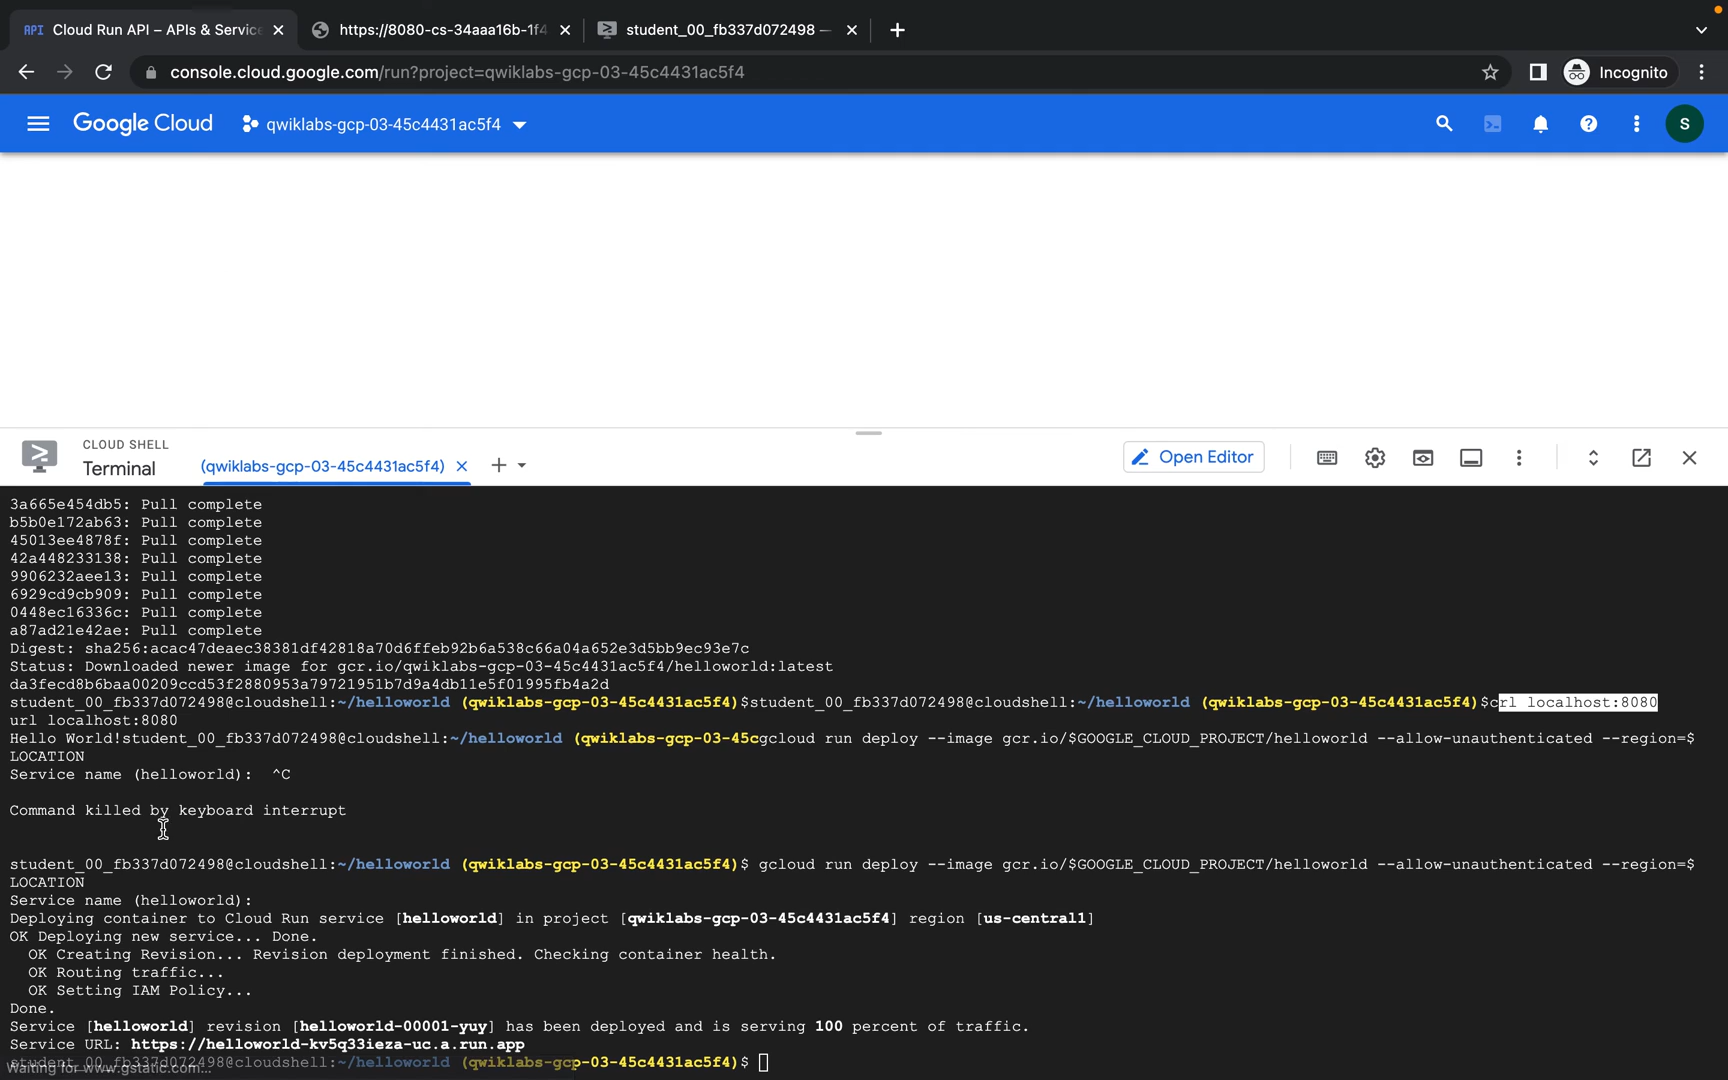 API Cloud Run API – APIs & Service
https://8080-cs-34aaa16b-1f4
student_00_fb337d072498 –
console.cloud.google.com/run?project=qwiklabs-gcp-03-45c4431ac5f4
Incognito
Google Cloud
qwiklabs-gcp-03-45c4431ac5f4
S
CLOUD SHELL
Terminal
(qwiklabs-gcp-03-45c4431ac5f4)
Open Editor
3a665e454db5: Pull complete
b5b0e172ab63: Pull complete
45013ee4878f: Pull complete
42a448233138: Pull complete
9906232aee13: Pull complete
6929cd9cb909: Pull complete
0448ec16336c: Pull complete
a87ad21e42ae: Pull complete
Digest: sha256:acac47deaec38381df42818a70d6ffeb92b6a538c66a04a652e3d5bb9ec93e7c
Status: Downloaded newer image for gcr.io/qwiklabs-gcp-03-45c4431ac5f4/helloworld:latest
da3fecd8b6baa00209ccd53f2880953a79721951b7d9a4db11e5f01995fb4a2d
student_00_fb337d072498@cloudshell:~/helloworld (qwiklabs-gcp-03-45c4431ac5f4)$student_00_fb337d072498@cloudshell:~/helloworld (qwiklabs-gcp-03-45c4431ac5f4)$crl localhost:8080
url localhost:8080
Hello World!student_00_fb337d072498@cloudshell:~/helloworld (qwiklabs-gcp-03-45cgcloud run deploy --image gcr.io/$GOOGLE_CLOUD_PROJECT/helloworld --allow-unauthenticated --region=$
LOCATION
Service name (helloworld):  ^C
Command killed by keyboard interrupt
student_00_fb337d072498@cloudshell:~/helloworld (qwiklabs-gcp-03-45c4431ac5f4)$ gcloud run deploy --image gcr.io/$GOOGLE_CLOUD_PROJECT/helloworld --allow-unauthenticated --region=$
LOCATION
Service name (helloworld):
Deploying container to Cloud Run service [helloworld] in project [qwiklabs-gcp-03-45c4431ac5f4] region [us-central1]
OK Deploying new service... Done.
OK Creating Revision... Revision deployment finished. Checking container health.
OK Routing traffic...
OK Setting IAM Policy...
Done.
Service [helloworld] revision [helloworld-00001-yuy] has been deployed and is serving 100 percent of traffic.
Service URL: https://helloworld-kv5q33ieza-uc.a.run.app
student_00_fb337d072498@cloudshell:~/helloworld (qwiklabs-gcp-03-45c4431ac5f4)$
Waiting for www.gstatic.com...